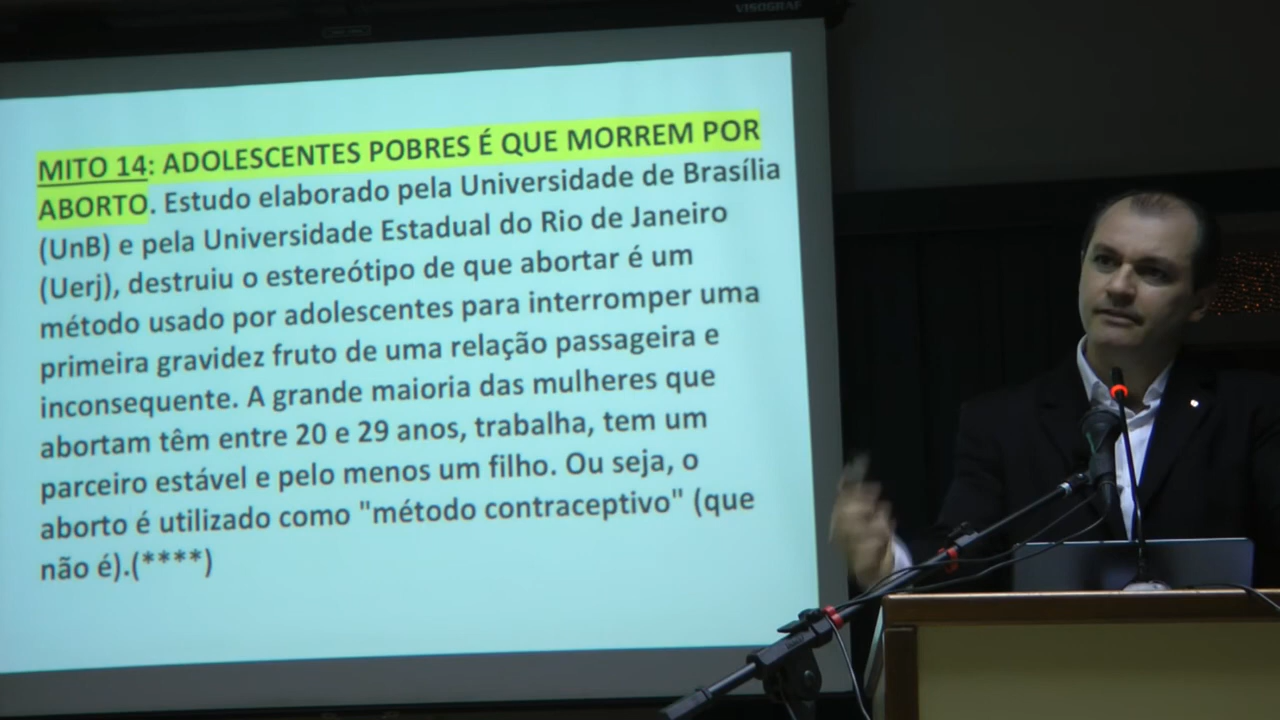 VISOGRAF
MITO 14: ADOLESCENTES POBRES É QUE MORREM POR
ABORTO. Estudo elaborado pela Universidade de Brasília
(UnB) e pela Universidade Estadual do Rio de Janeiro
(Uerj), destruiu o estereótipo de que abortar é um
método usado por adolescentes para interromper uma
primeira gravidez fruto de uma relação passageira e
inconsequente. A grande maioria das mulheres que
abortam têm entre 20 e 29 anos, trabalha, tem um
parceiro estável e pelo menos um filho. Ou seja, o
aborto é utilizado como "método contraceptivo" (que
não é).(****)